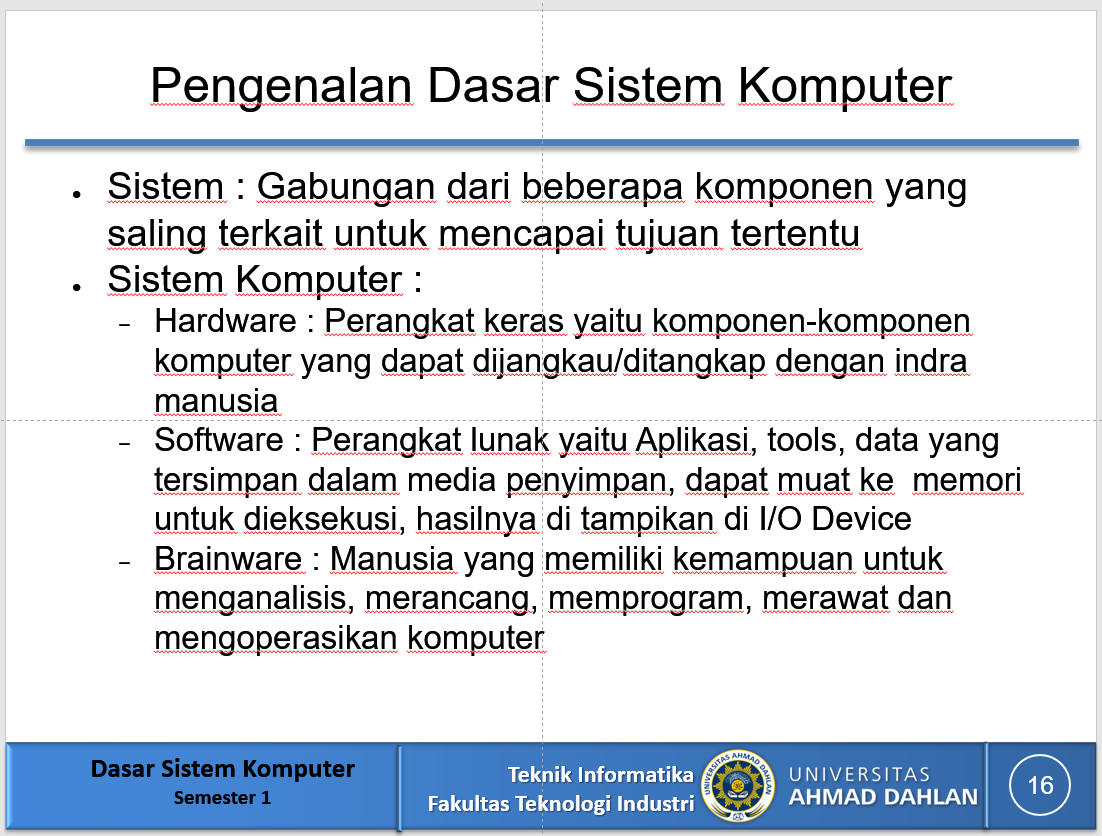 Pengenalan Dasar Sistem Komputer
• Sistem : Gabungan dari beberapa komponen yang
saling terkait untuk mencapai tujuan tertentu
• Sistem Komputer :
– Hardware : Perangkat keras yaitu komponen-komponen
komputer yang dapat dijangkau/ditangkap dengan indra
manusia
– Software : Perangkat lunak yaitu Aplikasi, tools, data yang
tersimpan dalam media penyimpan, dapat muat ke  memori
untuk dieksekusi, hasilnya di tampikan di I/O Device
– Brainware : Manusia yang memiliki kemampuan untuk
menganalisis, merancang, memprogram, merawat dan
mengoperasikan komputer
Dasar Sistem Komputer
Semester 1
Teknik Informatika
Fakultas Teknologi Industri
UNIVERSITAS AHMAD DAHLAN
UNIVERSITAS
AHMAD DAHLAN
16